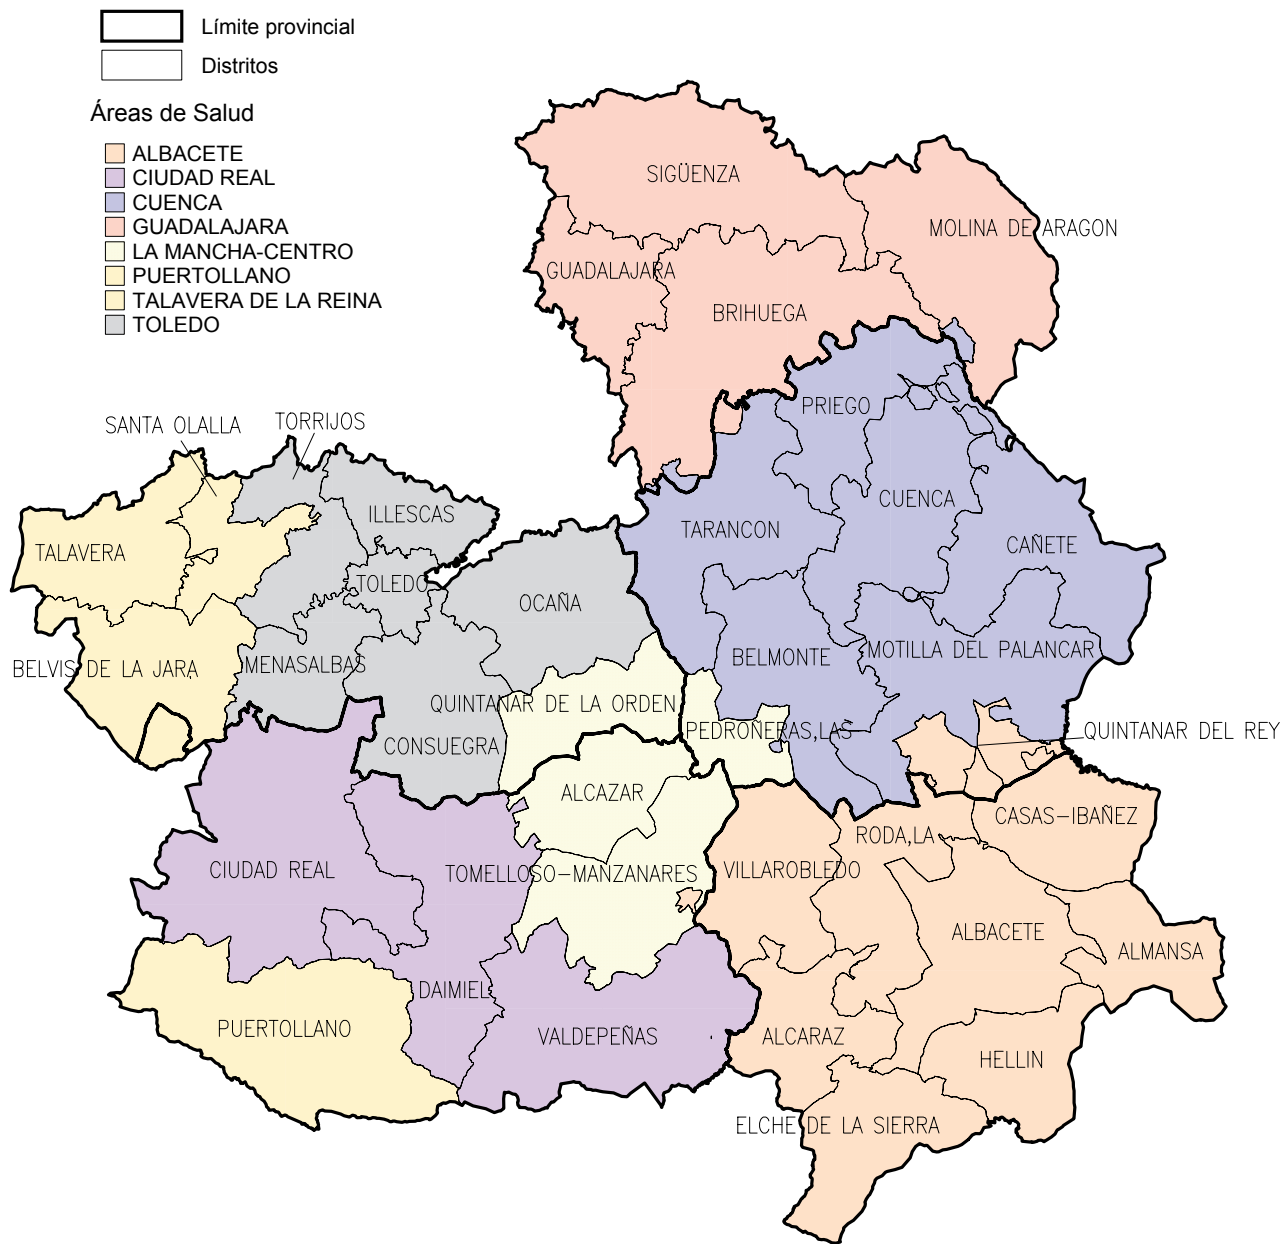 Límite provincial
Distritos
Áreas de Salud
ALBACETE
CIUDAD REAL
CUENCA
GUADALAJARA
LA MANCHA-CENTRO
PUERTOLLANO
TALAVERA DE LA REINA
TOLEDO
SIGÜENZA
MOLINA DE ARAGON
GUADALAJARA
BRIHUEGA
PRIEGO
SANTA OLALLA
TORRIJOS
CUENCA
ILLESCAS
TARANCON
TALAVERA
CAÑETE
TOLEDO
OCAÑA
BELMONTE
MOTILLA DEL PALANCAR
BELVIS DE LA JARA
MENASALBAS
QUINTANAR DE LA ORDEN
PEDROÑERAS,LAS
QUINTANAR DEL REY
CONSUEGRA
ALCAZAR
CASAS-IBAÑEZ
RODA,LA
CIUDAD REAL
TOMELLOSO-MANZANARES
VILLAROBLEDO
ALBACETE
ALMANSA
DAIMIEL
PUERTOLLANO
VALDEPEÑAS
ALCARAZ
HELLIN
ELCHE DE LA SIERRA